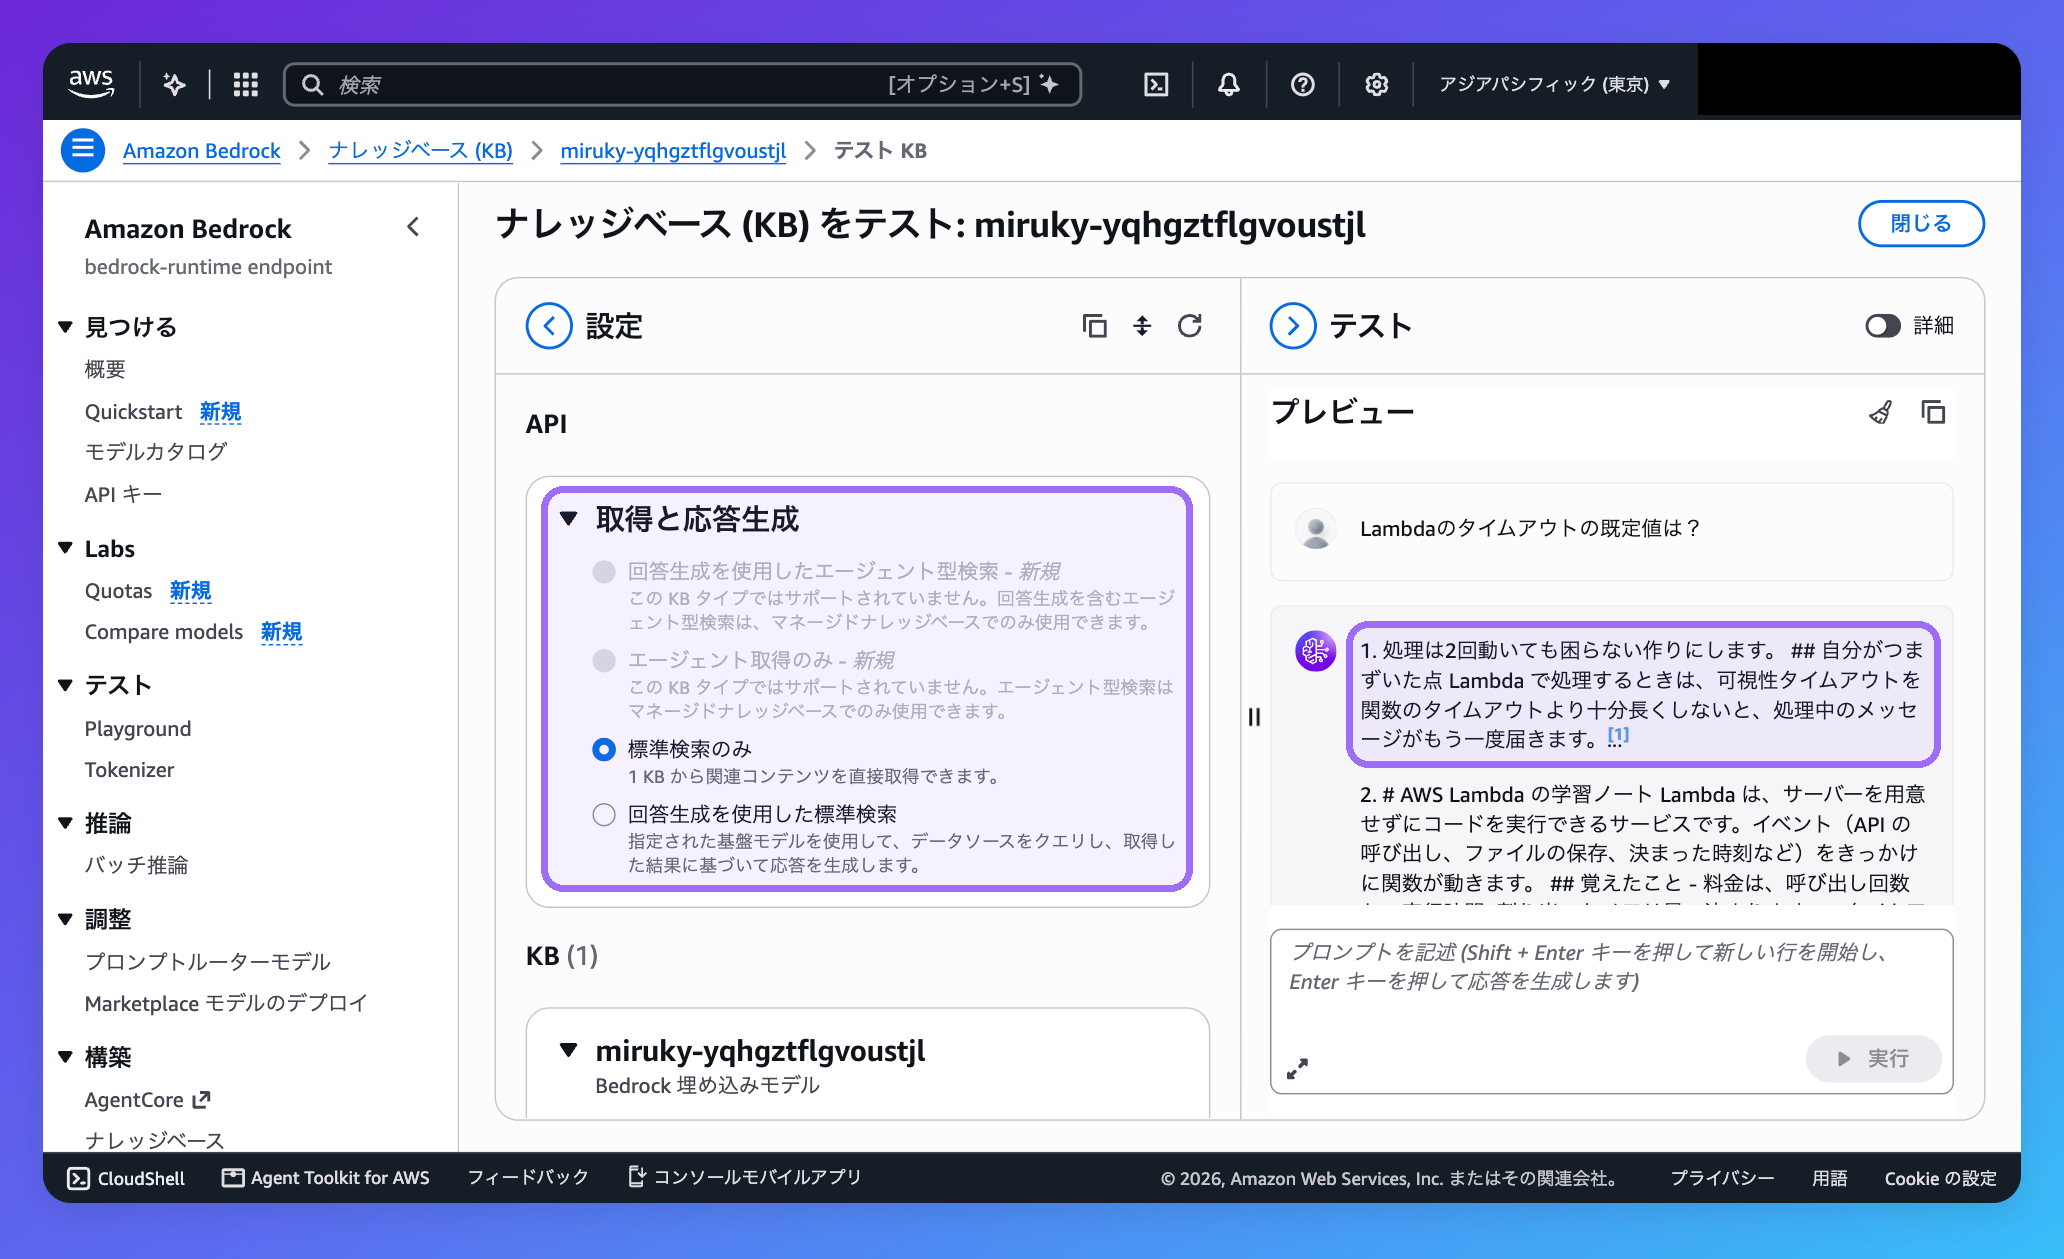 aws
検索
[オプション+S]
アジアパシフィック (東京) ▼
Amazon Bedrock
ナレッジベース (KB)
miruky-yqhgztflgvoustjl
テスト KB
Amazon Bedrock
bedrock-runtime endpoint
見つける
概要
Quickstart 新規
モデルカタログ
API キー
Labs
Quotas 新規
Compare models 新規
テスト
Playground
Tokenizer
推論
バッチ推論
調整
プロンプトルーターモデル
Marketplace モデルのデプロイ
構築
AgentCore
ナレッジベース
ナレッジベース (KB) をテスト: miruky-yqhgztflgvoustjl
閉じる
設定
API
取得と応答生成
回答生成を使用したエージェント型検索 - 新規
この KB タイプではサポートされていません。回答生成を含むエージ
ェント型検索は、マネージドナレッジベースでのみ使用できます。
エージェント取得のみ - 新規
この KB タイプではサポートされていません。エージェント型検索は
マネージドナレッジベースでのみ使用できます。
標準検索のみ
1 KB から関連コンテンツを直接取得できます。
回答生成を使用した標準検索
指定された基盤モデルを使用して、データソースをクエリし、取得し
た結果に基づいて応答を生成します。
KB (1)
miruky-yqhgztflgvoustjl
Bedrock 埋め込みモデル
テスト
詳細
プレビュー
Lambdaのタイムアウトの既定値は？
1. 処理は2回動いても困らない作りにします。 ## 自分がつま
ずいた点 Lambda で処理するときは、可視性タイムアウトを
関数のタイムアウトより十分長くしないと、処理中のメッセ
ージがもう一度届きます。...[1]
2. # AWS Lambda の学習ノート Lambda は、サーバーを用意
せずにコードを実行できるサービスです。イベント（API の
呼び出し、ファイルの保存、決まった時刻など）をきっかけ
に関数が動きます。 ## 覚えたこと - 料金は、呼び出し回数
プロンプトを記述 (Shift + Enter キーを押して新しい行を開始し、
Enter キーを押して応答を生成します)
実行
CloudShell
Agent Toolkit for AWS
フィードバック
コンソールモバイルアプリ
© 2026, Amazon Web Services, Inc. またはその関連会社。
プライバシー
用語
Cookie の設定